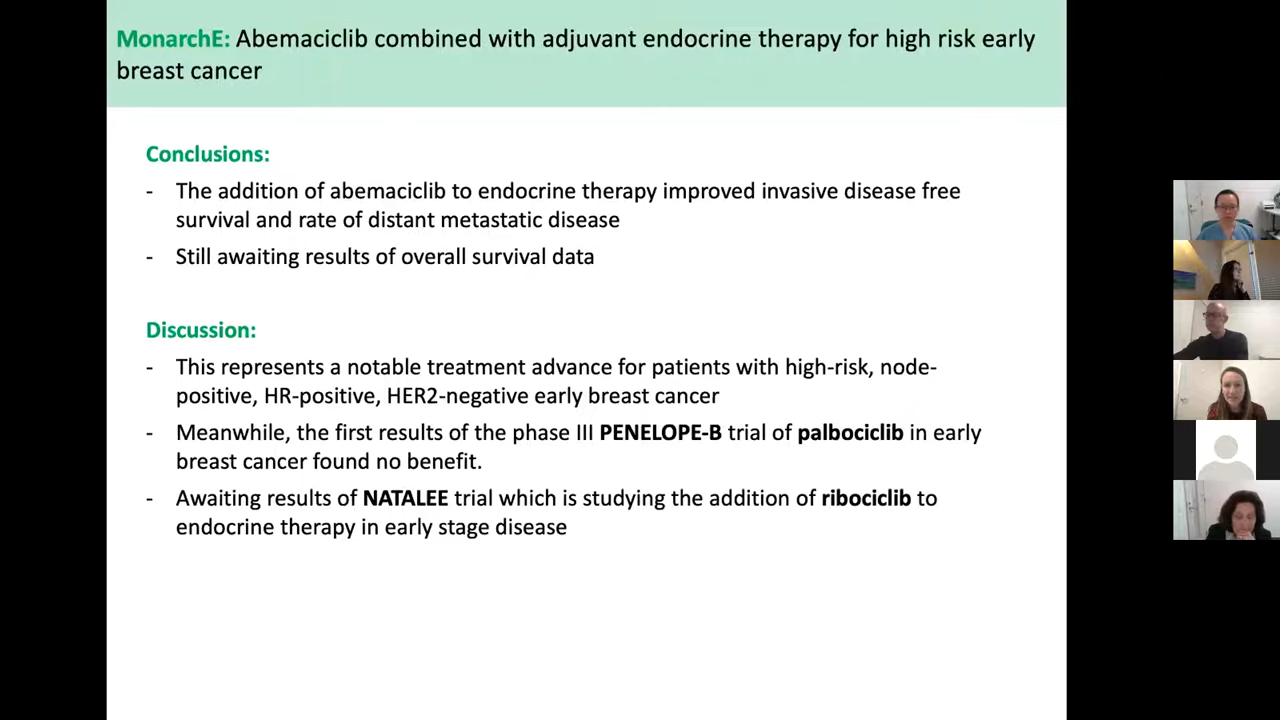 MonarchE: Abemaciclib combined with adjuvant endocrine therapy for high risk early
breast cancer
Conclusions:
- The addition of abemaciclib to endocrine therapy improved invasive disease free
survival and rate of distant metastatic disease
- Still awaiting results of overall survival data
Discussion:
- This represents a notable treatment advance for patients with high-risk, node-
positive, HR-positive, HER2-negative early breast cancer
- Meanwhile, the first results of the phase III PENELOPE-B trial of palbociclib in early
breast cancer found no benefit.
- Awaiting results of NATALEE trial which is studying the addition of ribociclib to
endocrine therapy in early stage disease